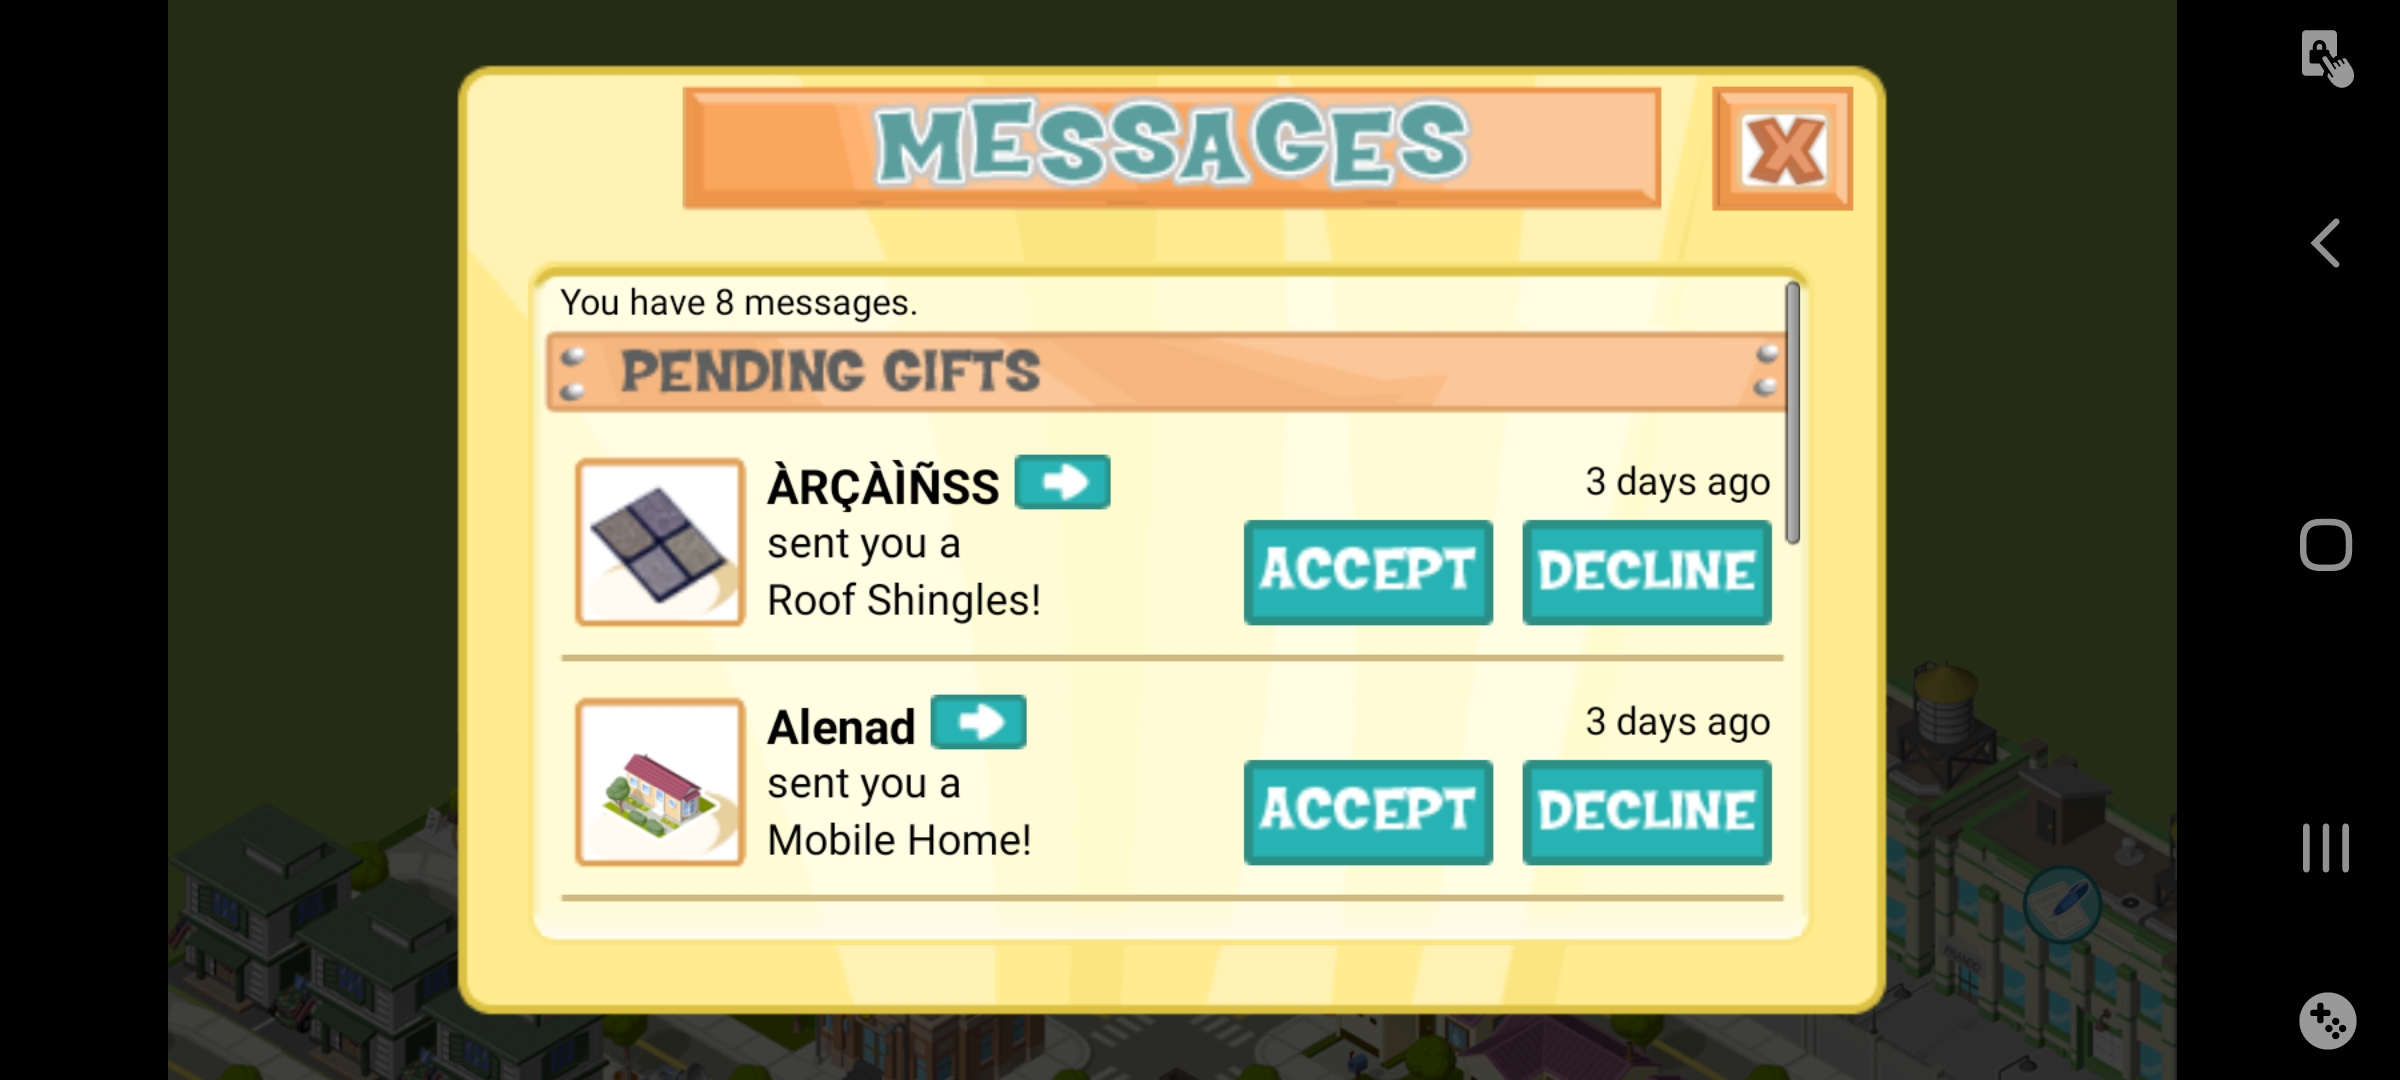 MESSAGES
You have 8 messages.
PENDING GIFTS
ÀRÇÀÌÑSS
3 days ago
sent you a
Roof Shingles!
ACCEPT DECLINE
Alenad
3 days ago
sent you a
Mobile Home!
ACCEPT DECLINE